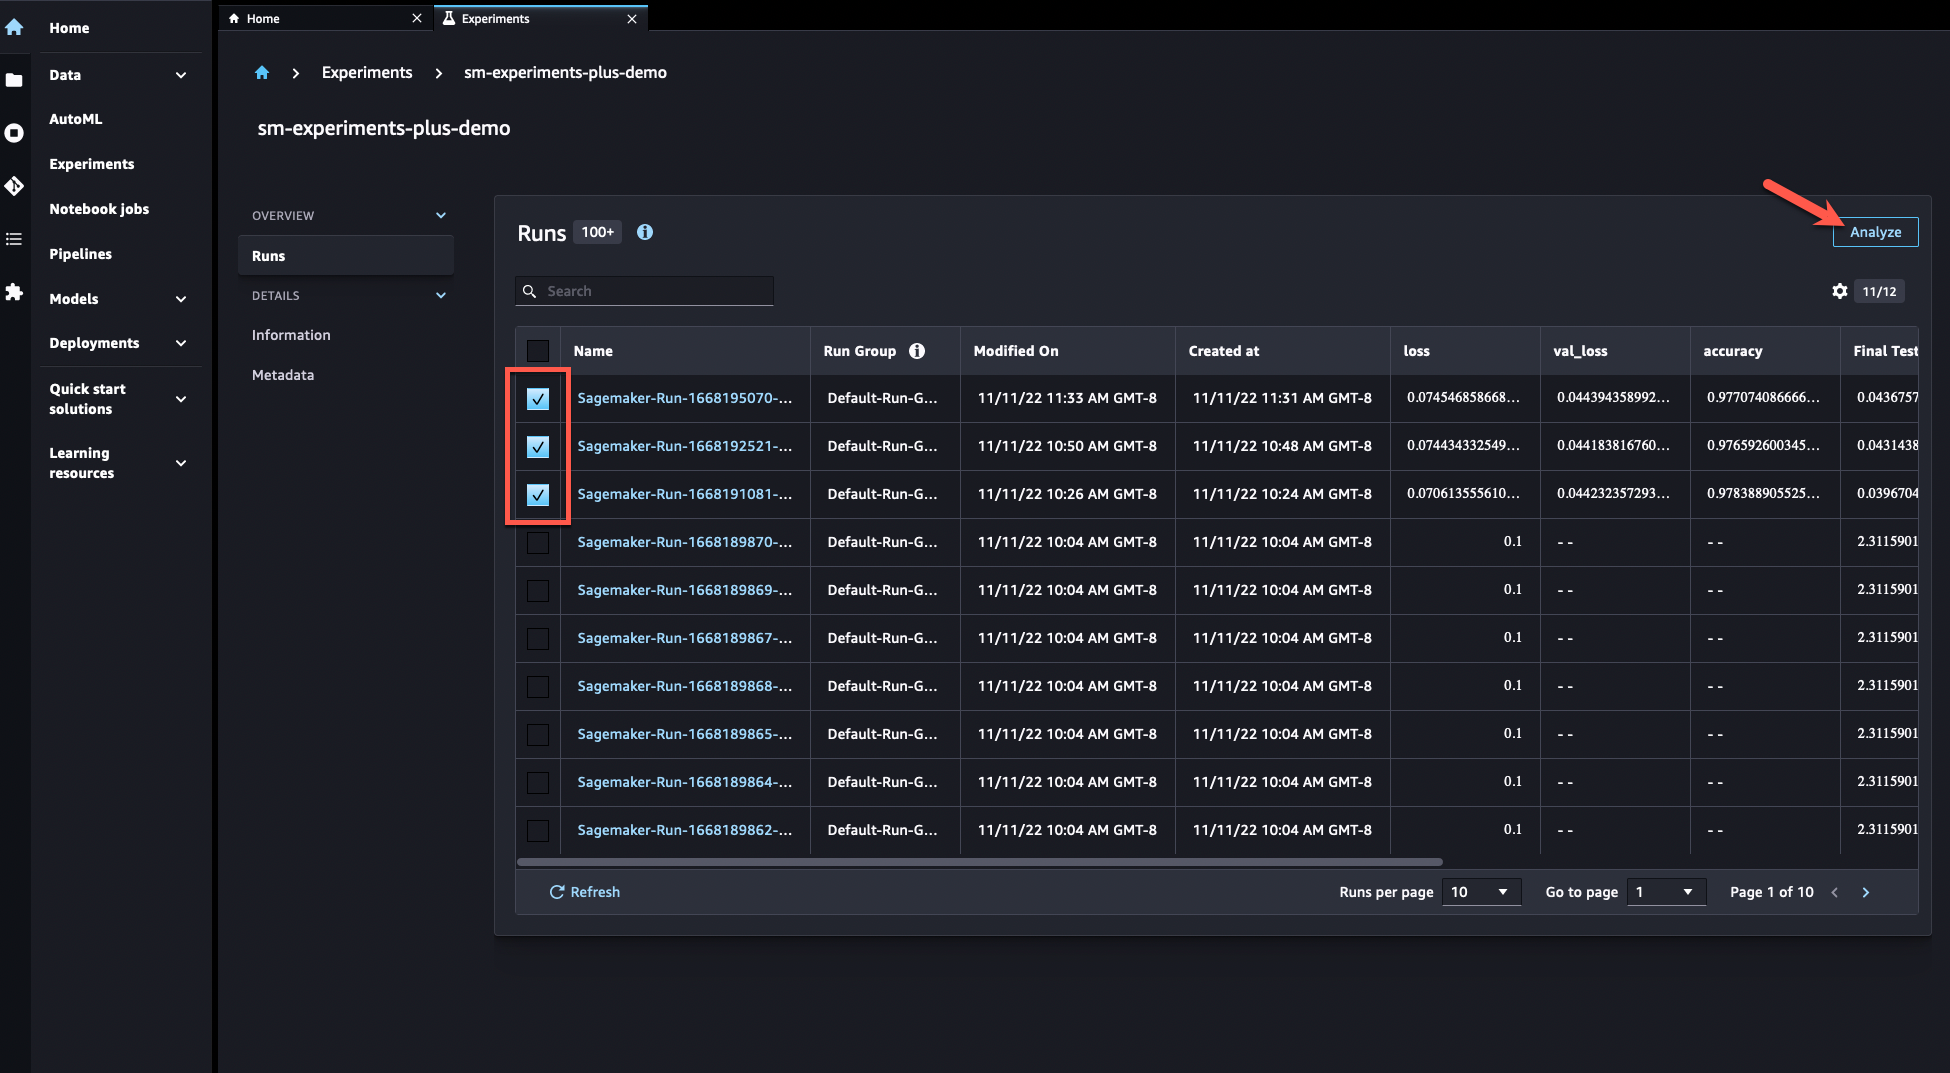 Home
Experiments
Home
Data
AutoML
Experiments
Notebook jobs
Pipelines
Models
Deployments
Quick start
solutions
Learning
resources
Experiments
sm-experiments-plus-demo
sm-experiments-plus-demo
OVERVIEW
Runs
DETAILS
Information
Metadata
Runs 100+
Analyze
Search
11/12
Name Run Group Modified On Created at loss val_loss accuracy Final Test
Sagemaker-Run-1668195070-... Default-Run-G... 11/11/22 11:33 AM GMT-8 11/11/22 11:31 AM GMT-8 0.074546858668... 0.044394358992... 0.977074086666... 0.0436757
Sagemaker-Run-1668192521-... Default-Run-G... 11/11/22 10:50 AM GMT-8 11/11/22 10:48 AM GMT-8 0.074434332549... 0.044183816760... 0.976592600345... 0.0431438
Sagemaker-Run-1668191081-... Default-Run-G... 11/11/22 10:26 AM GMT-8 11/11/22 10:24 AM GMT-8 0.070613555610... 0.044232357293... 0.978388905525... 0.0396704
Sagemaker-Run-1668189870-... Default-Run-G... 11/11/22 10:04 AM GMT-8 11/11/22 10:04 AM GMT-8 0.1 - - - - 2.3115901
Sagemaker-Run-1668189869-... Default-Run-G... 11/11/22 10:04 AM GMT-8 11/11/22 10:04 AM GMT-8 0.1 - - - - 2.3115901
Sagemaker-Run-1668189867-... Default-Run-G... 11/11/22 10:04 AM GMT-8 11/11/22 10:04 AM GMT-8 0.1 - - - - 2.3115901
Sagemaker-Run-1668189868-... Default-Run-G... 11/11/22 10:04 AM GMT-8 11/11/22 10:04 AM GMT-8 0.1 - - - - 2.3115901
Sagemaker-Run-1668189865-... Default-Run-G... 11/11/22 10:04 AM GMT-8 11/11/22 10:04 AM GMT-8 0.1 - - - - 2.3115901
Sagemaker-Run-1668189864-... Default-Run-G... 11/11/22 10:04 AM GMT-8 11/11/22 10:04 AM GMT-8 0.1 - - - - 2.3115901
Sagemaker-Run-1668189862-... Default-Run-G... 11/11/22 10:04 AM GMT-8 11/11/22 10:04 AM GMT-8 0.1 - - - - 2.3115901
Refresh Runs per page 10 Go to page 1 Page 1 of 10